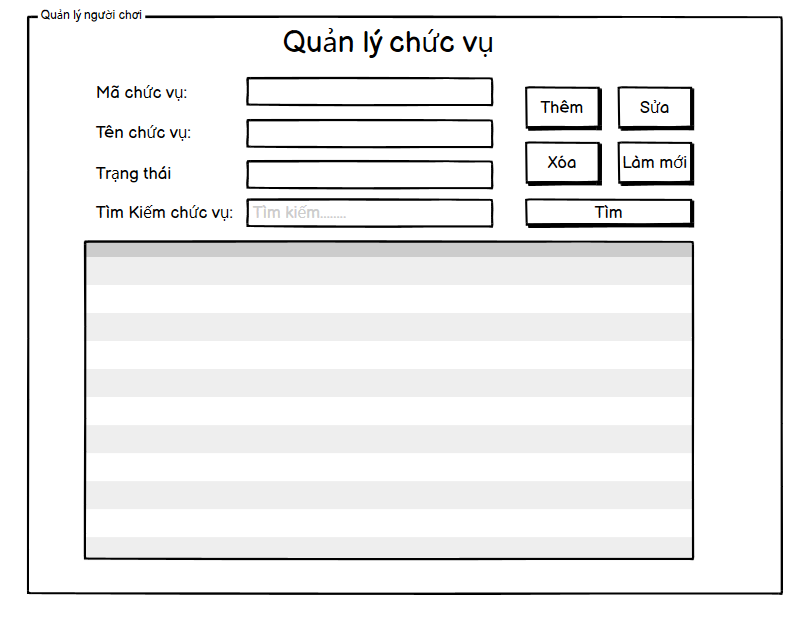 Quản lý người chơi
Quản lý chức vụ
Mã chức vụ:
Thêm
Sửa
Tên chức vụ:
Xóa
Làm mới
Trạng thái
Tìm Kiếm chức vụ:
Tìm kiếm........
Tìm